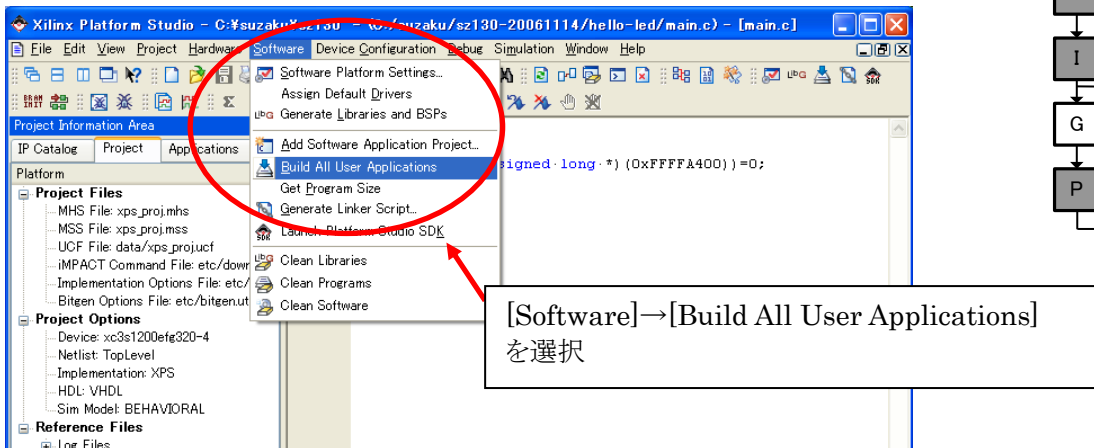 Xilinx Platform Studio - C:¥suzaku¥sz130 - (C:/suzaku/sz130-20061114/hello-led/main.c) - [main.c]
File Edit View Project Hardware Software Device Configuration Debug Simulation Window Help
Software Platform Settings...
Assign Default Drivers
Generate Libraries and BSPs
Add Software Application Project...
Build All User Applications
Get Program Size
Generate Linker Script...
Launch Platform Studio SDK
Clean Libraries
Clean Programs
Clean Software
Project Information Area
IP Catalog Project Applications
Platform
Project Files
MHS File: xps_proj.mhs
MSS File: xps_proj.mss
UCF File: data/xps_proj.ucf
iMPACT Command File: etc/down
Implementation Options File: etc/
Bitgen Options File: etc/bitgen.ut
Project Options
Device: xc3s1200efg320-4
Netlist: TopLevel
Implementation: XPS
HDL: VHDL
Sim Model: BEHAVIORAL
Reference Files
Log Files
signed long *) (0xFFFFA400))=0;
[Software]→[Build All User Applications]
を選択
I
G
P